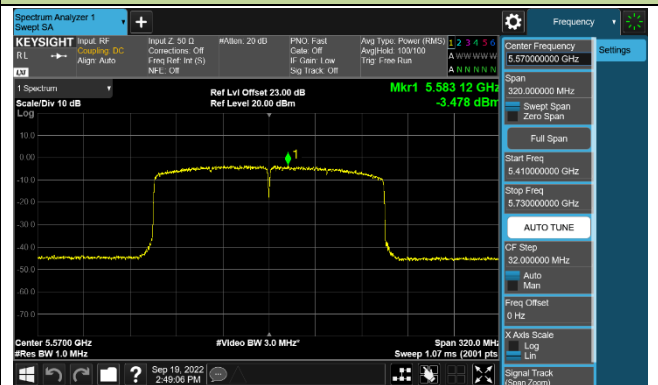 Spectrum Analyzer 1
Swept SA
+
Frequency
KEYSIGHT
RL
LXI
Input: RF
Coupling: DC
Align: Auto
Input Z: 50 Ω
Corrections: Off
Freq Ref: Int (S)
NFE: Off
#Atten: 20 dB
PNO: Fast
Gate: Off
IF Gain: Low
Sig Track: Off
Avg Type: Power (RMS)
Avg|Hold: 100/100
Trig: Free Run
1 2 3 4 5 6
A W W W W W
A N N N N N
1 Spectrum
Scale/Div 10 dB
Log
Ref Lvl Offset 23.00 dB
Ref Level 20.00 dBm
Mkr1 5.583 12 GHz
-3.478 dBm
10.0
0.00
-10.0
-20.0
-30.0
-40.0
-50.0
-60.0
-70.0
1
Center 5.5700 GHz
#Res BW 1.0 MHz
#Video BW 3.0 MHz*
Span 320.0 MHz
Sweep 1.07 ms (2001 pts)
Center Frequency
5.570000000 GHz
Span
320.000000 MHz
Swept Span
Zero Span
Full Span
Start Freq
5.410000000 GHz
Stop Freq
5.730000000 GHz
AUTO TUNE
CF Step
32.000000 MHz
Auto
Man
Freq Offset
0 Hz
X Axis Scale
Log
Lin
Signal Track
(Span Zoom)
Settings
?
Sep 19, 2022
2:49:06 PM